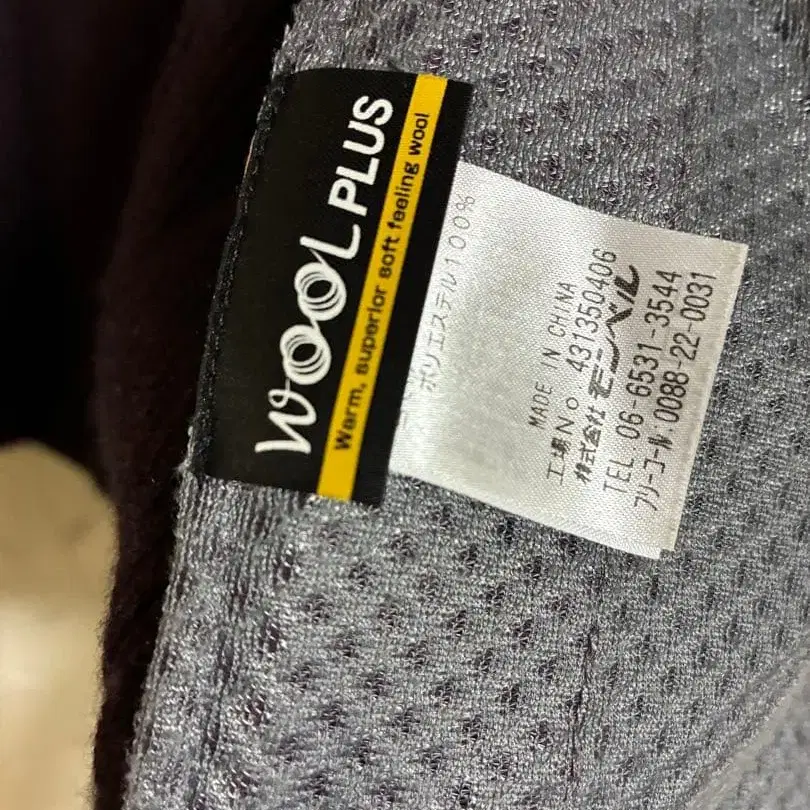 WOOL PLUS
Warm, superior soft feeling wool
ポリエステル100%
MADE IN CHINA
工場No 431350406
株式会社 モンベル
TEL 06-6531-3544
フリーコール:0088-22-0031